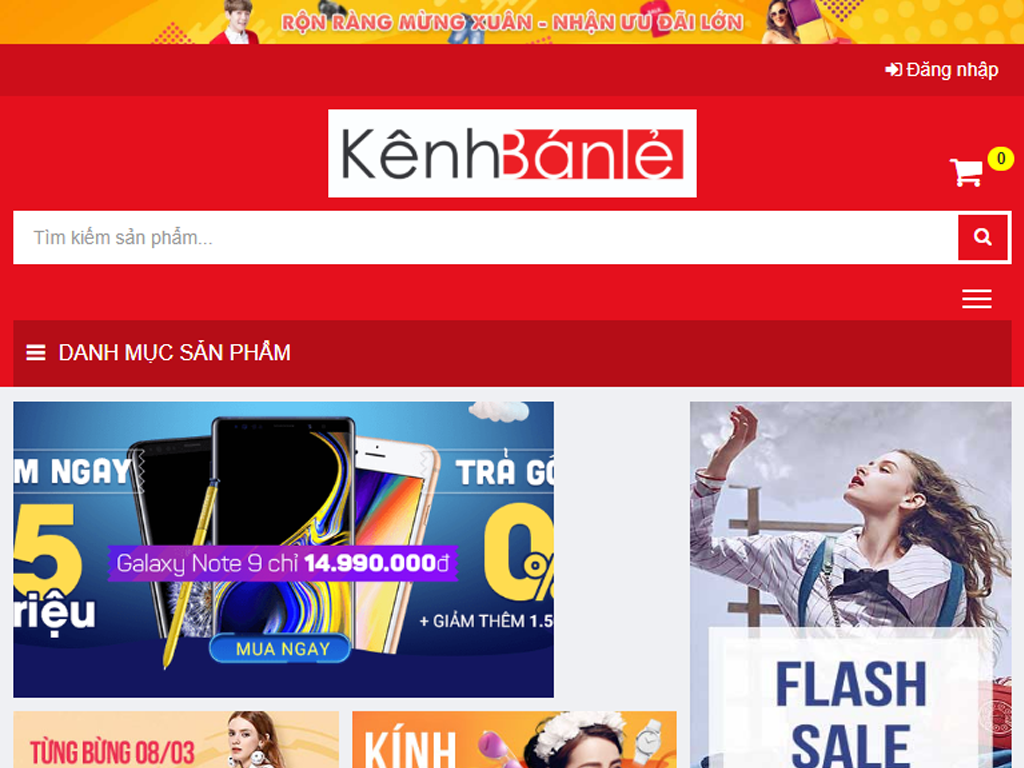 RỘN RÀNG MỪNG XUÂN - NHẬN ƯU ĐÃI LỚN
Đăng nhập
KênhBánlẻ
0
Tìm kiếm sản phẩm...
DANH MỤC SẢN PHẨM
M NGAY
5
riệu
Galaxy Note 9 chỉ 14.990.000đ
MUA NGAY
TRẢ GÓ
0%
+ GIẢM THÊM 1.5
FLASH
SALE
TƯNG BỪNG 08/03
KÍNH